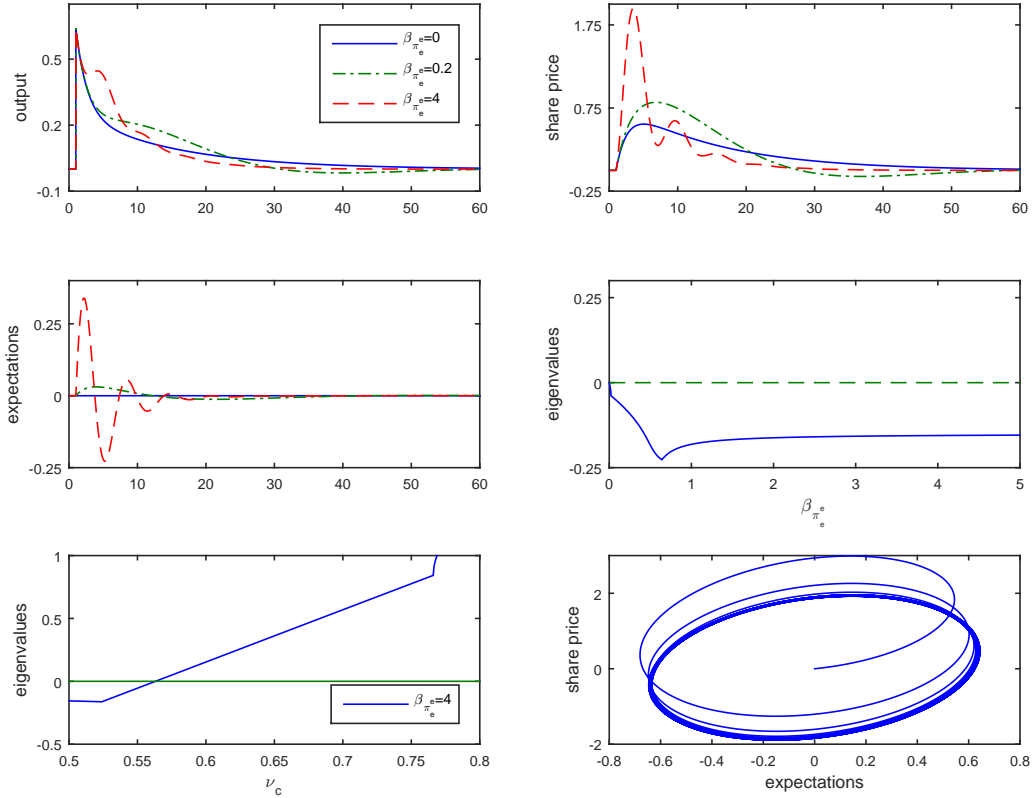 output
0.5
0.2
-0.1
0 10 20 30 40 50 60
β_{π_e^e}=0
β_{π_e^e}=0.2
β_{π_e^e}=4
share price
1.75
0.75
-0.25
0 10 20 30 40 50 60
expectations
0.25
0
-0.25
0 10 20 30 40 50 60
eigenvalues
0.25
0
-0.25
0 1 2 3 4 5
β_{π_e^e}
eigenvalues
1
0.5
0
-0.5
0.5 0.55 0.6 0.65 0.7 0.75 0.8
ν_c
β_{π_e^e}=4
share price
2
0
-2
-0.8 -0.6 -0.4 -0.2 0 0.2 0.4 0.6 0.8
expectations